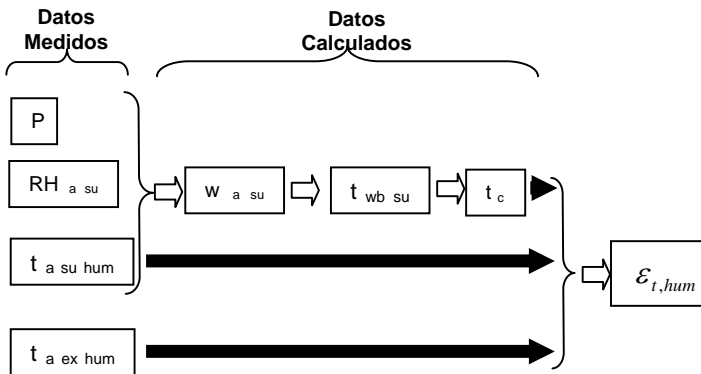 Datos
Medidos
Datos
Calculados
P
RH a su
w a su
t wb su
t c
t a su hum
ε t,hum
t a ex hum